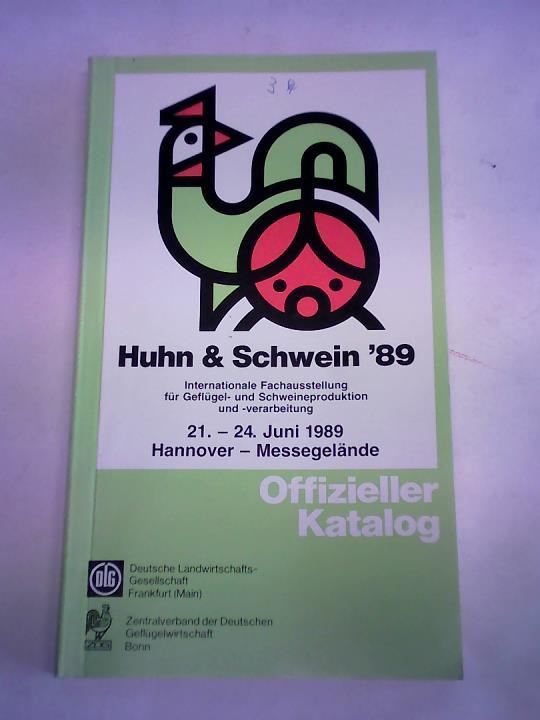 Huhn & Schwein '89
Internationale Fachausstellung
für Geflügel- und Schweineproduktion
und -verarbeitung
21. – 24. Juni 1989
Hannover – Messegelände
Offizieller
Katalog
DLG
Deutsche Landwirtschafts-
Gesellschaft
Frankfurt (Main)
Zentralverband der Deutschen
Geflügelwirtschaft
Bonn